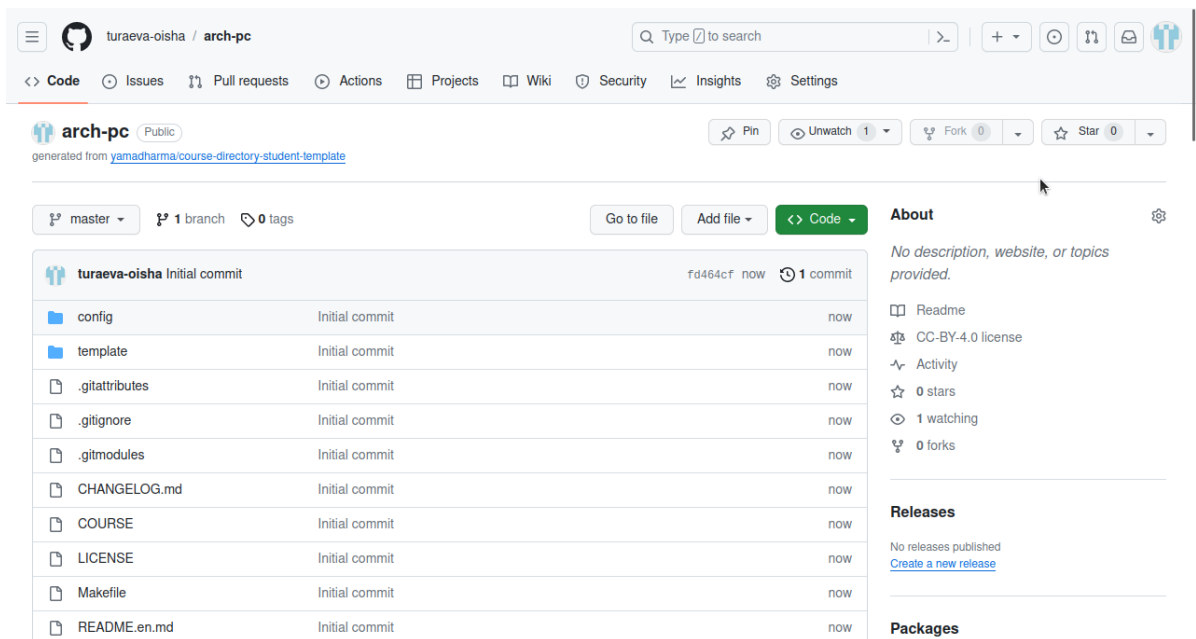 turaeva-oisha / arch-pc
Type / to search
Code Issues Pull requests Actions Projects Wiki Security Insights Settings
arch-pc Public
Pin Unwatch 1 Fork 0 Star 0
generated from yamadharma/course-directory-student-template
master 1 branch 0 tags Go to file Add file Code
turaeva-oisha Initial commit fd464cf now 1 commit
config Initial commit now
template Initial commit now
.gitattributes Initial commit now
.gitignore Initial commit now
.gitmodules Initial commit now
CHANGELOG.md Initial commit now
COURSE Initial commit now
LICENSE Initial commit now
Makefile Initial commit now
README.en.md Initial commit now
About
No description, website, or topics
provided.
Readme
CC-BY-4.0 license
Activity
0 stars
1 watching
0 forks
Releases
No releases published
Create a new release
Packages